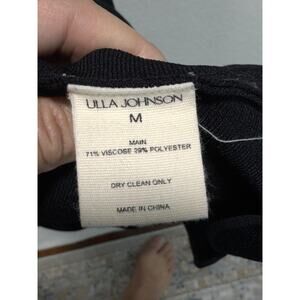 ULLA JOHNSON
M
MAIN
71% VISCOSE 29% POLYESTER
DRY CLEAN ONLY
MADE IN CHINA